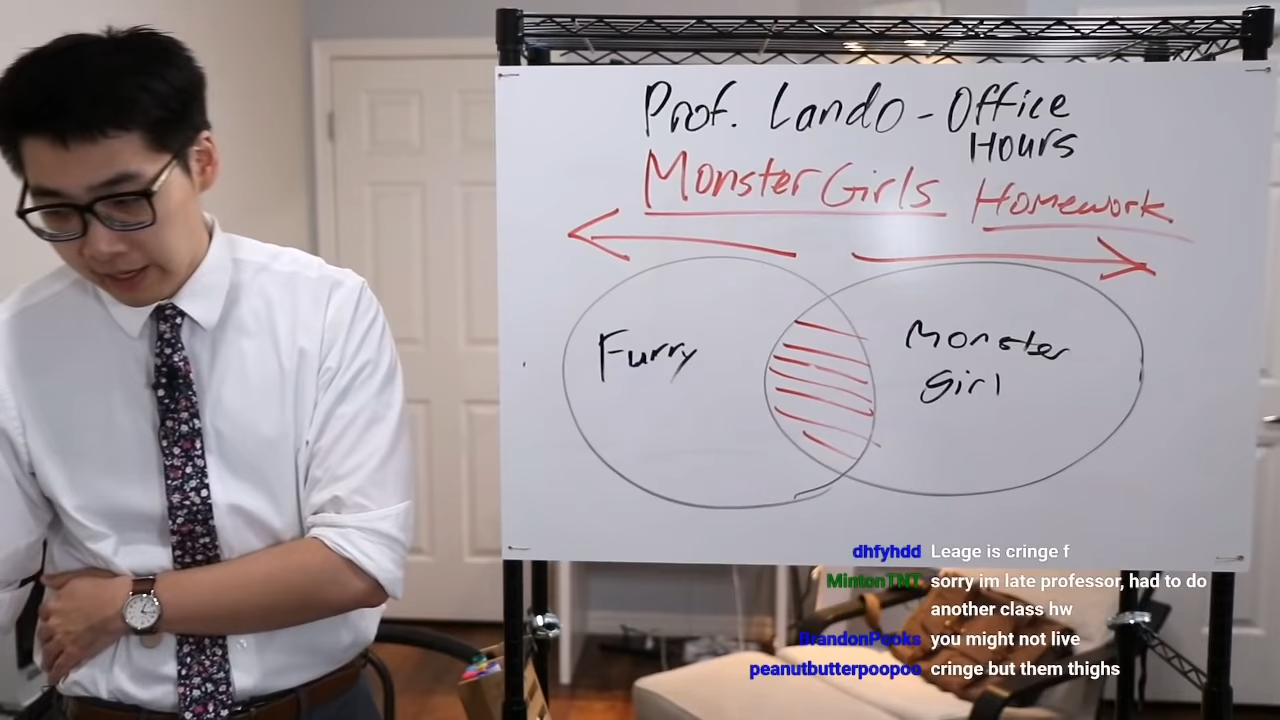 Prof. Lando - Office
Hours
Monster Girls Homework
Furry
Monster
Girl
dhfyhdd Leage is cringe f
MintonTNT sorry im late professor, had to do
another class hw
BrandonPooks you might not live
peanutbutterpoopoo cringe but them thighs